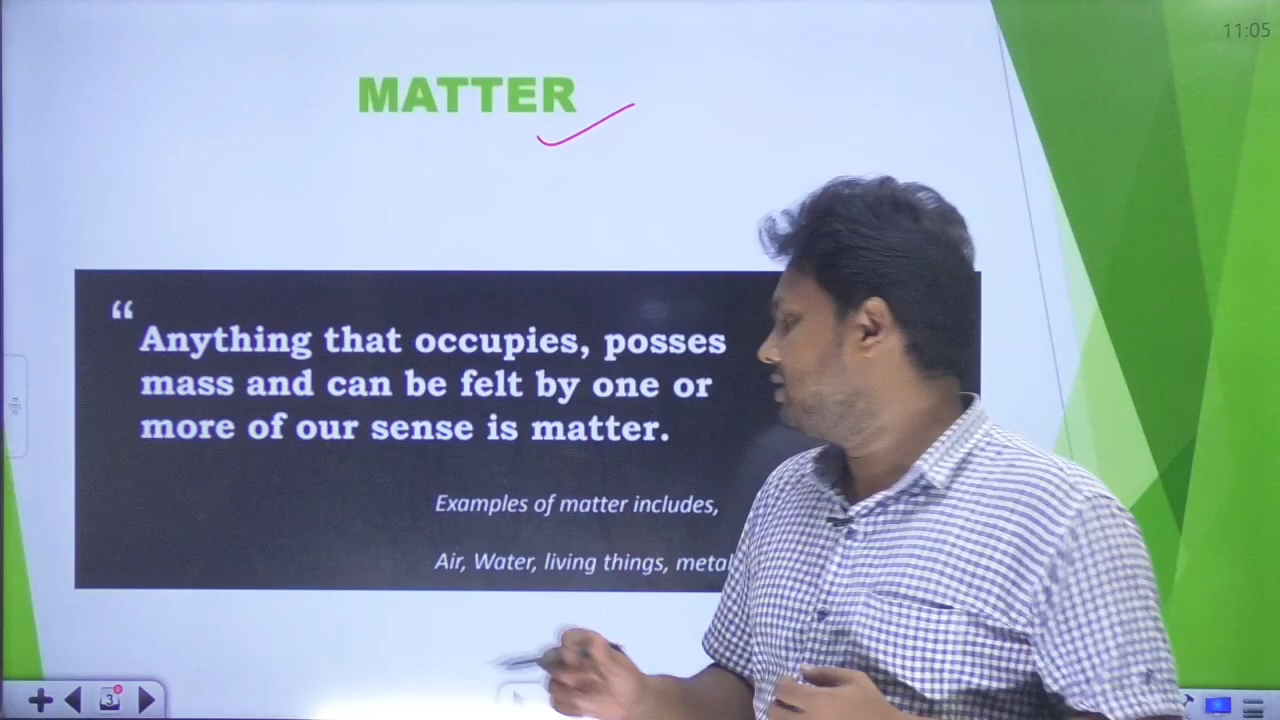 11:05
MATTER
“
Anything that occupies, posses
mass and can be felt by one or
more of our sense is matter.
Examples of matter includes,
Air, Water, living things, metal
3